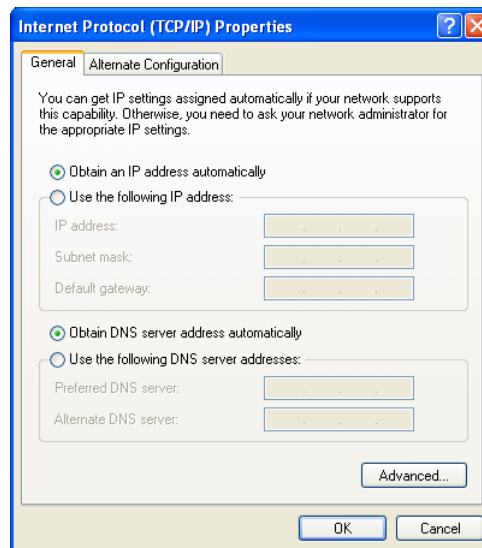 Internet Protocol (TCP/IP) Properties
General Alternate Configuration
You can get IP settings assigned automatically if your network supports
this capability. Otherwise, you need to ask your network administrator for
the appropriate IP settings.
Obtain an IP address automatically
Use the following IP address:
IP address:
Subnet mask:
Default gateway:
Obtain DNS server address automatically
Use the following DNS server addresses:
Preferred DNS server:
Alternate DNS server:
Advanced...
OK Cancel